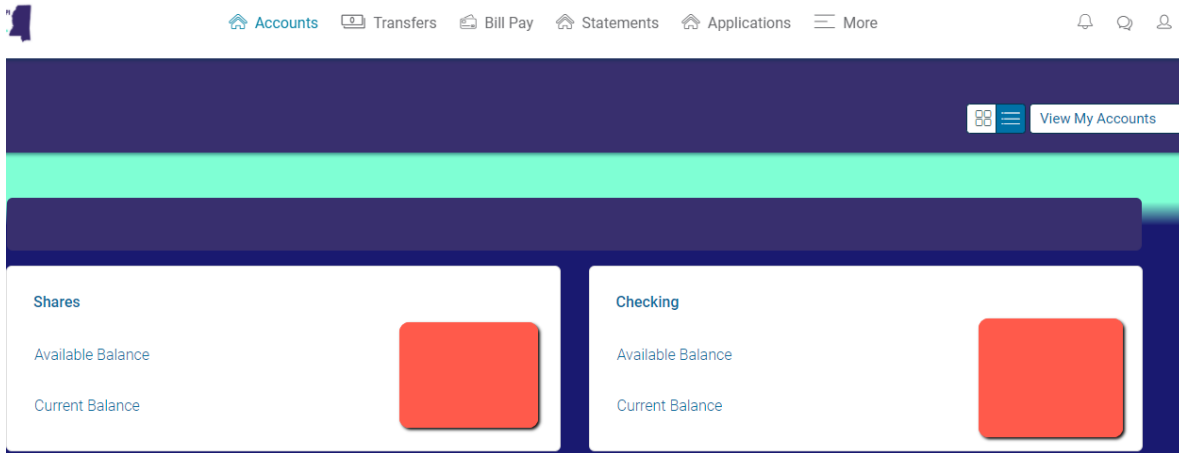 Accounts Transfers Bill Pay Statements Applications More
View My Accounts
Shares
Available Balance
Current Balance
Checking
Available Balance
Current Balance